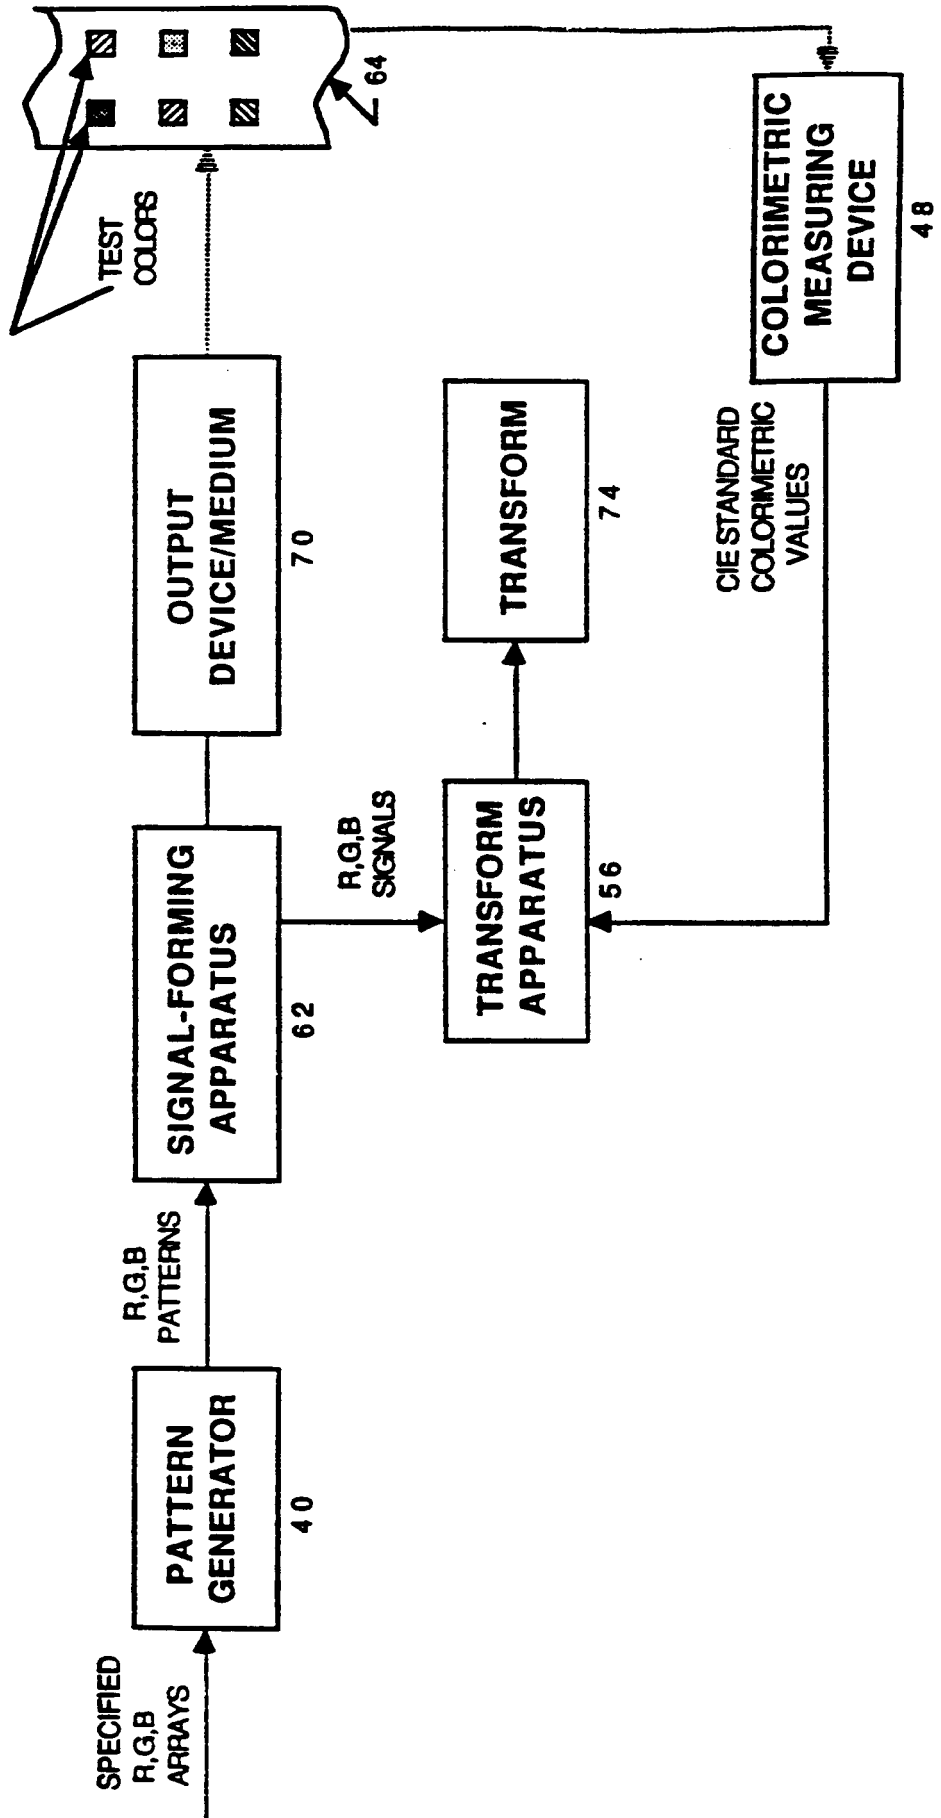 SPECIFIED
R,G,B
ARRAYS
PATTERN
GENERATOR
40
R,G,B
PATTERNS
SIGNAL-FORMING
APPARATUS
62
R,G,B
SIGNALS
OUTPUT
DEVICE/MEDIUM
70
TEST
COLORS
64
TRANSFORM
APPARATUS
56
TRANSFORM
74
CIE STANDARD
COLORIMETRIC
VALUES
COLORIMETRIC
MEASURING
DEVICE
48